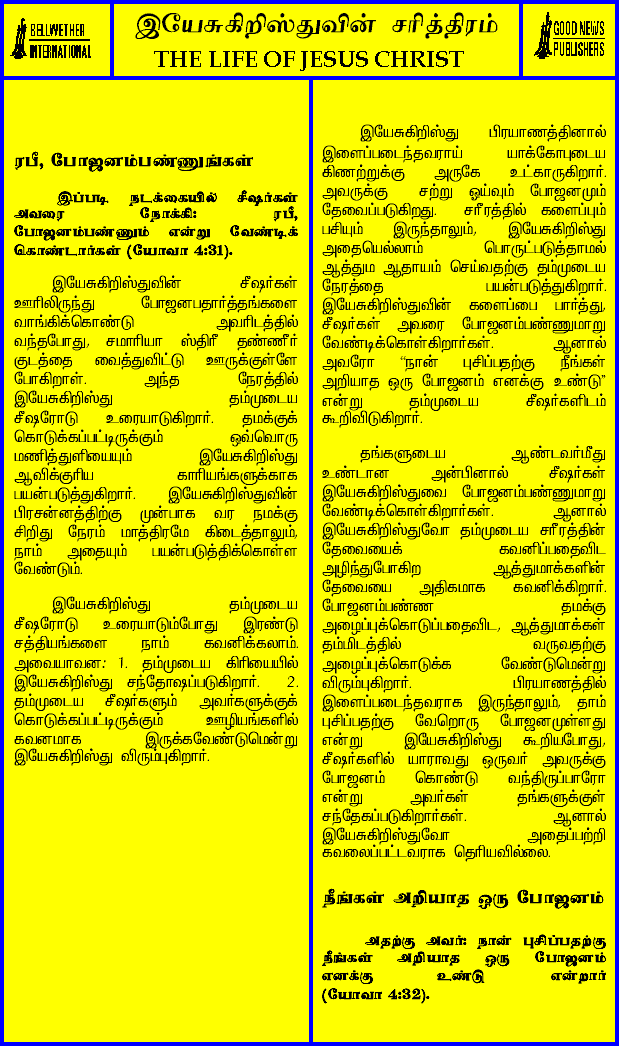 BELLWETHER
INTERNATIONAL
இயேசுகிறிஸ்துவின் சரித்திரம்
THE LIFE OF JESUS CHRIST
GOOD NEWS
PUBLISHERS
ரபீ, போஜனம்பண்ணுங்கள்
இப்படி நடக்கையில் சீஷர்கள்
அவரை நோக்கி: ரபீ,
போஜனம்பண்ணும் என்று வேண்டிக்
கொண்டார்கள் (யோவா 4:31).
இயேசுகிறிஸ்துவின் சீஷர்கள்
ஊரிலிருந்து போஜனபதார்த்தங்களை
வாங்கிக்கொண்டு அவரிடத்தில்
வந்தபோது, சமாரியா ஸ்திரீ தண்ணீர்
குடத்தை வைத்துவிட்டு ஊருக்குள்ளே
போகிறாள். அந்த நேரத்தில்
இயேசுகிறிஸ்து தம்முடைய
சீஷரோடு உரையாடுகிறார். தமக்குக்
கொடுக்கப்பட்டிருக்கும் ஒவ்வொரு
மணித்துளியையும் இயேசுகிறிஸ்து
ஆவிக்குரிய காரியங்களுக்காக
பயன்படுத்துகிறார். இயேசுகிறிஸ்துவின்
பிரசன்னத்திற்கு முன்பாக வர நமக்கு
சிறிது நேரம் மாத்திரமே கிடைத்தாலும்,
நாம் அதையும் பயன்படுத்திக்கொள்ள
வேண்டும்.
இயேசுகிறிஸ்து தம்முடைய
சீஷரோடு உரையாடும்போது இரண்டு
சத்தியங்களை நாம் கவனிக்கலாம்.
அவையாவன: 1. தம்முடைய கிரியையில்
இயேசுகிறிஸ்து சந்தோஷப்படுகிறார். 2.
தம்முடைய சீஷர்களும் அவர்களுக்குக்
கொடுக்கப்பட்டிருக்கும் ஊழியங்களில்
கவனமாக இருக்கவேண்டுமென்று
இயேசுகிறிஸ்து விரும்புகிறார்.
இயேசுகிறிஸ்து பிரயாணத்தினால்
இளைப்படைந்தவராய் யாக்கோபுடைய
கிணற்றுக்கு அருகே உட்காருகிறார்.
அவருக்கு சற்று ஓய்வும் போஜனமும்
தேவைப்படுகிறது. சரீரத்தில் களைப்பும்
பசியும் இருந்தாலும், இயேசுகிறிஸ்து
அதையெல்லாம் பொருட்படுத்தாமல்
ஆத்தும ஆதாயம் செய்வதற்கு தம்முடைய
நேரத்தை பயன்படுத்துகிறார்.
இயேசுகிறிஸ்துவின் களைப்பை பார்த்து,
சீஷர்கள் அவரை போஜனம்பண்ணுமாறு
வேண்டிக்கொள்கிறார்கள். ஆனால்
அவரோ “நான் புசிப்பதற்கு நீங்கள்
அறியாத ஒரு போஜனம் எனக்கு உண்டு”
என்று தம்முடைய சீஷர்களிடம்
கூறிவிடுகிறார்.
தங்களுடைய ஆண்டவர்மீது
உண்டான அன்பினால் சீஷர்கள்
இயேசுகிறிஸ்துவை போஜனம்பண்ணுமாறு
வேண்டிக்கொள்கிறார்கள். ஆனால்
இயேசுகிறிஸ்துவோ தம்முடைய சரீரத்தின்
தேவையைக் கவனிப்பதைவிட
அழிந்துபோகிற ஆத்துமாக்களின்
தேவையை அதிகமாக கவனிக்கிறார்.
போஜனம்பண்ண தமக்கு
அழைப்புக்கொடுப்பதைவிட, ஆத்துமாக்கள்
தம்மிடத்தில் வருவதற்கு
அழைப்புக்கொடுக்க வேண்டுமென்று
விரும்புகிறார். பிரயாணத்தில்
இளைப்படைந்தவராக இருந்தாலும், தாம்
புசிப்பதற்கு வேறொரு போஜனமுள்ளது
என்று இயேசுகிறிஸ்து கூறியபோது,
சீஷர்களில் யாராவது ஒருவர் அவருக்கு
போஜனம் கொண்டு வந்திருப்பாரோ
என்று அவர்கள் தங்களுக்குள்
சந்தேகப்படுகிறார்கள். ஆனால்
இயேசுகிறிஸ்துவோ அதைப்பற்றி
கவலைப்பட்டவராக தெரியவில்லை.
நீங்கள் அறியாத ஒரு போஜனம்
அதற்கு அவர்: நான் புசிப்பதற்கு
நீங்கள் அறியாத ஒரு போஜனம்
எனக்கு உண்டு என்றார்
(யோவா 4:32).